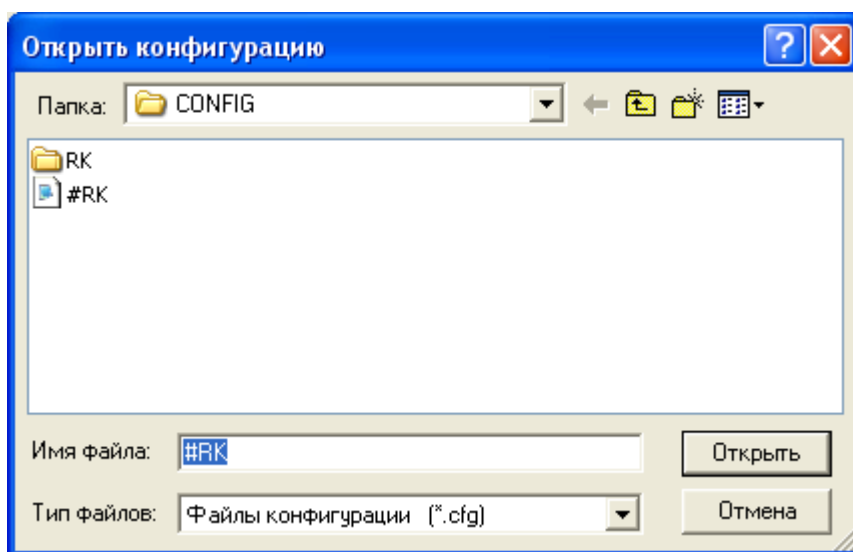 Открыть конфигурацию
Папка: CONFIG
RK
#RK
Имя файла: #RK Открыть
Тип файлов: Файлы конфигурации (*.cfg) Отмена